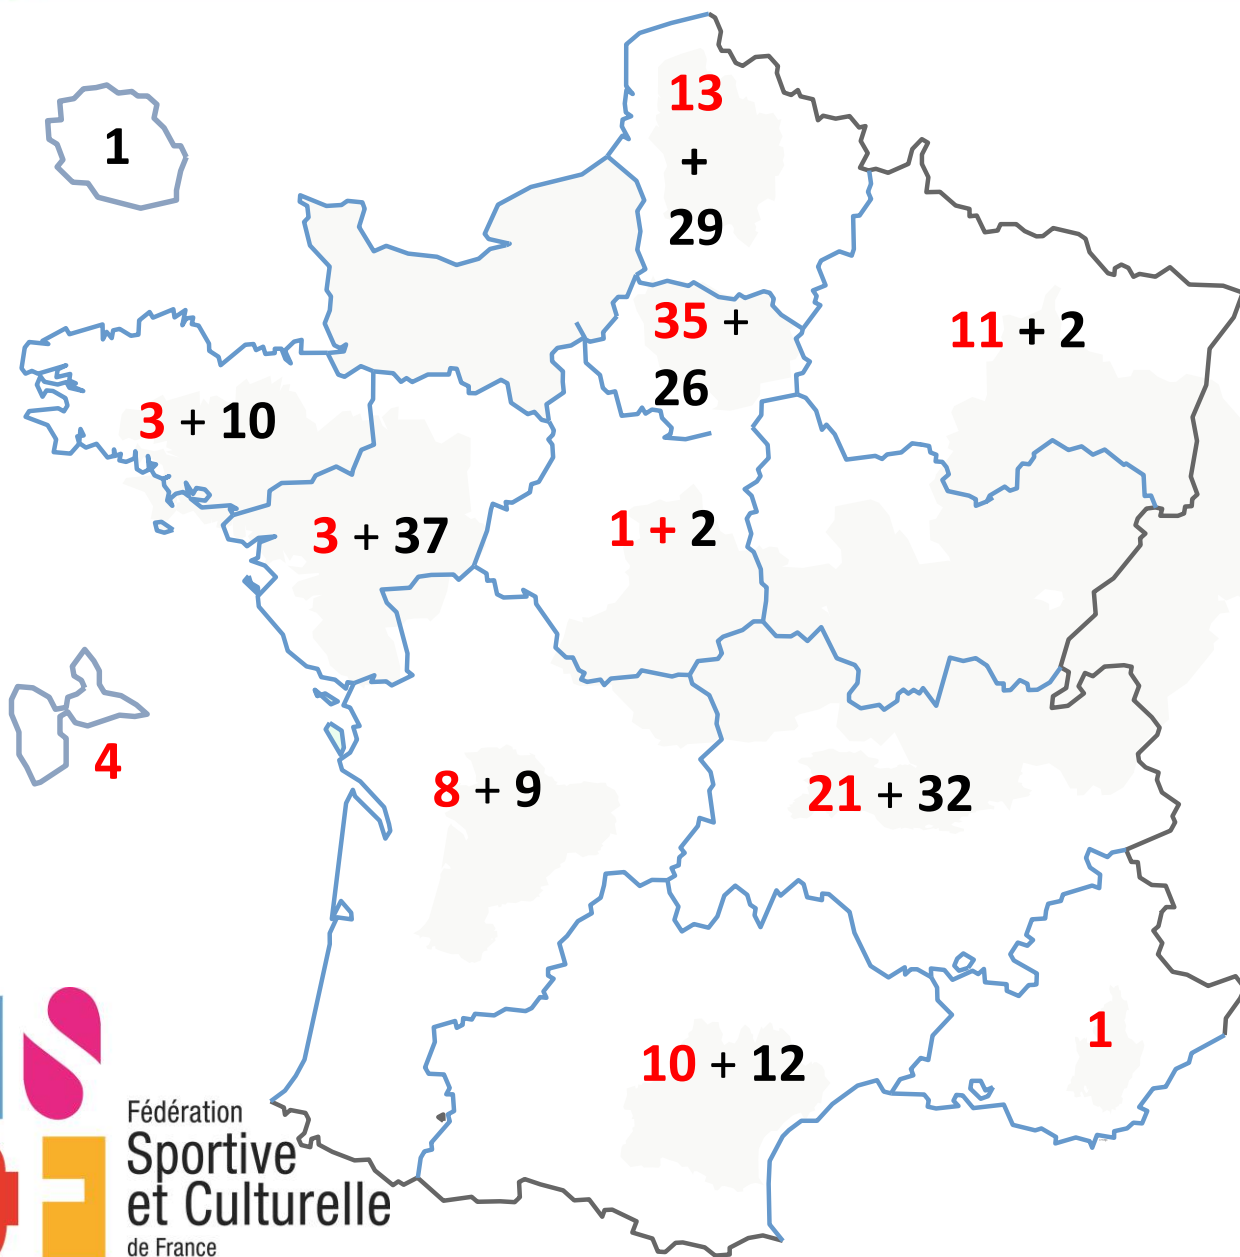 13
+
29
1
35 +
26
11 + 2
3 + 10
3 + 37
1 + 2
4
8 + 9
21 + 32
1
10 + 12
Fédération
Sportive
et Culturelle
de France